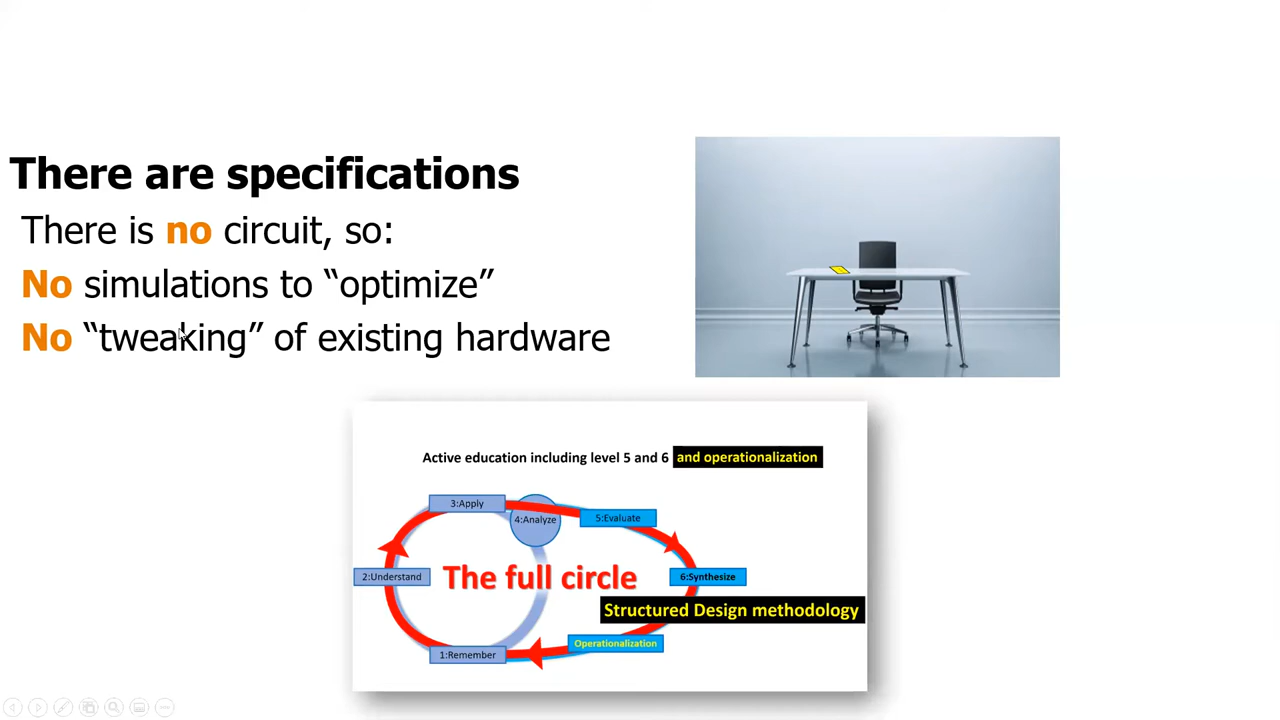 There are specifications
There is no circuit, so:
No simulations to “optimize”
No “tweaking” of existing hardware
Active education including level 5 and 6 and operationalization
3:Apply
4:Analyze
5:Evaluate
2:Understand
The full circle
6:Synthesize
Structured Design methodology
Operationalization
1:Remember